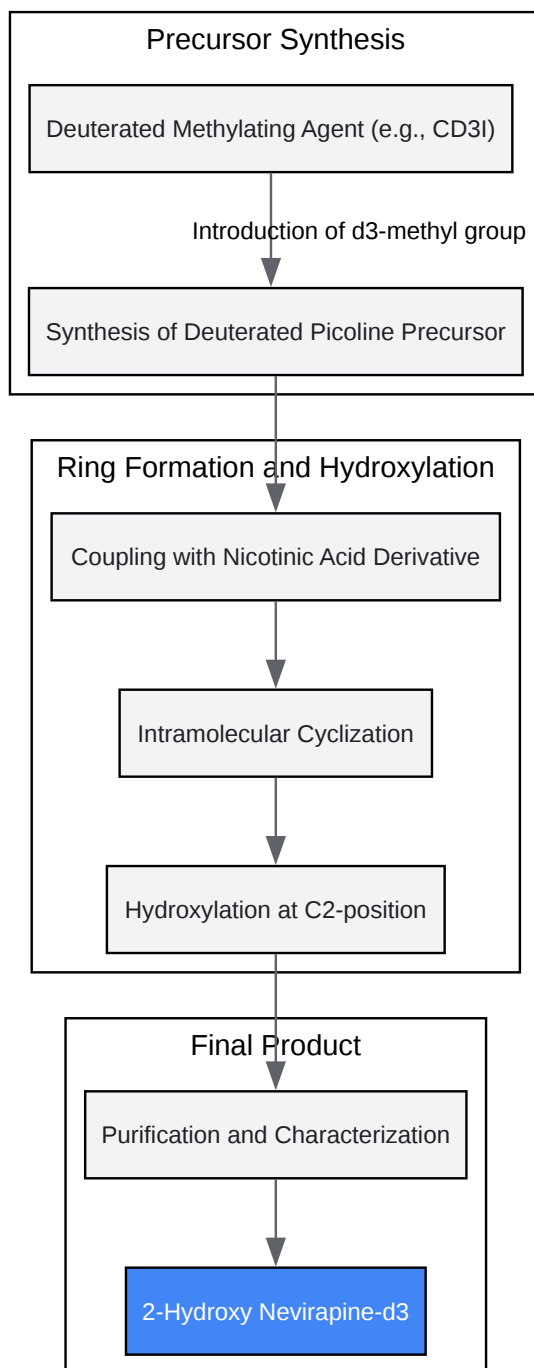 Precursor Synthesis
Deuterated Methylating Agent (e.g., CD3I)
Introduction of d3-methyl group
Synthesis of Deuterated Picoline Precursor
Ring Formation and Hydroxylation
Coupling with Nicotinic Acid Derivative
Intramolecular Cyclization
Hydroxylation at C2-position
Final Product
Purification and Characterization
2-Hydroxy Nevirapine-d3